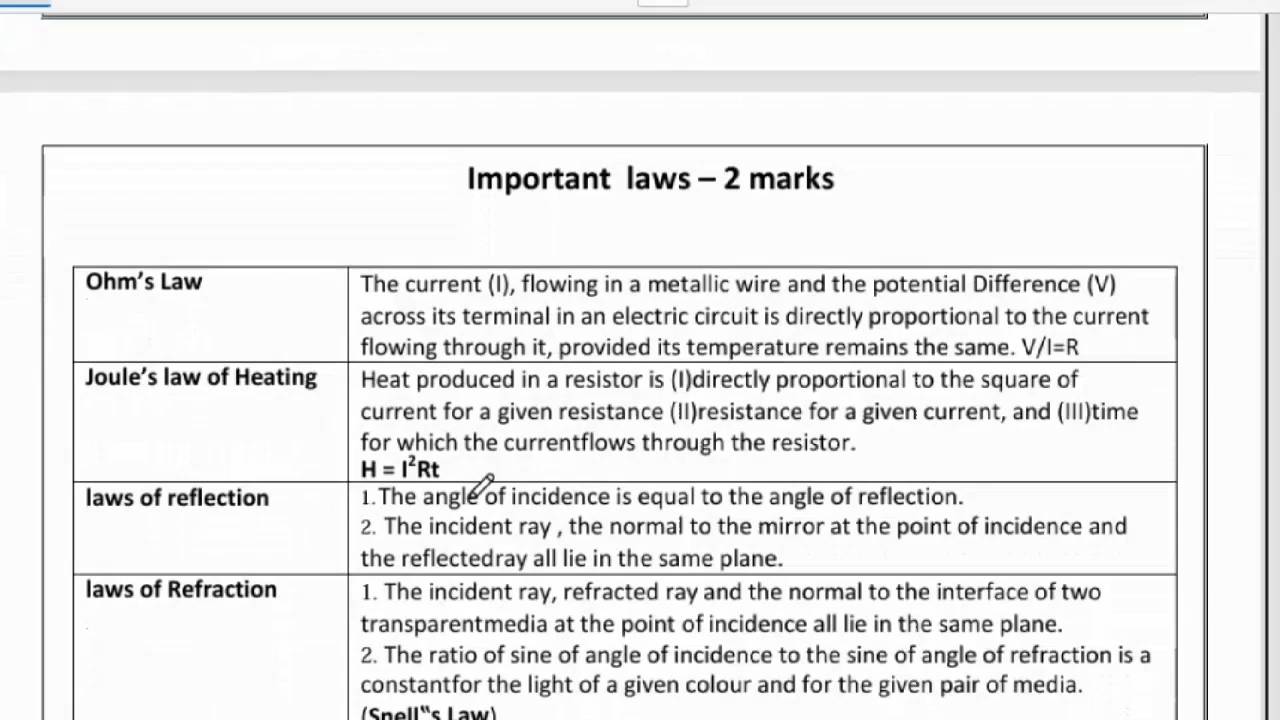 Important laws – 2 marks
Ohm's Law
The current (I), flowing in a metallic wire and the potential Difference (V)
across its terminal in an electric circuit is directly proportional to the current
flowing through it, provided its temperature remains the same. V/I=R
Joule's law of Heating
Heat produced in a resistor is (I)directly proportional to the square of
current for a given resistance (II)resistance for a given current, and (III)time
for which the currentflows through the resistor.
H = I²Rt
laws of reflection
1.The angle of incidence is equal to the angle of reflection.
2. The incident ray , the normal to the mirror at the point of incidence and
the reflectedray all lie in the same plane.
laws of Refraction
1. The incident ray, refracted ray and the normal to the interface of two
transparentmedia at the point of incidence all lie in the same plane.
2. The ratio of sine of angle of incidence to the sine of angle of refraction is a
constantfor the light of a given colour and for the given pair of media.
(Snell‟s Law)